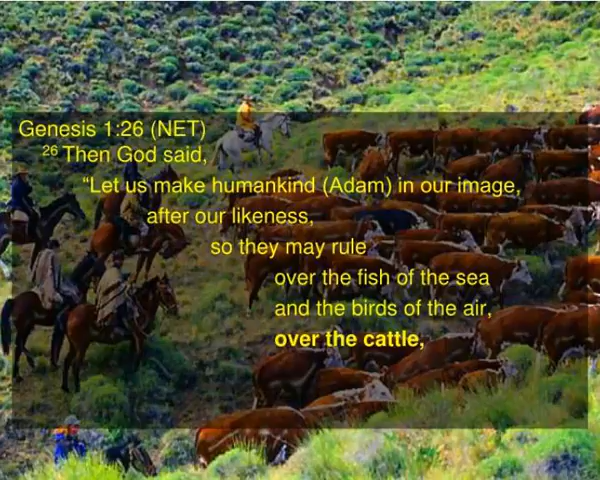 Genesis 1:26 (NET)
26 Then God said,
“Let us make humankind (Adam) in our image,
after our likeness,
so they may rule
over the fish of the sea
and the birds of the air,
over the cattle,